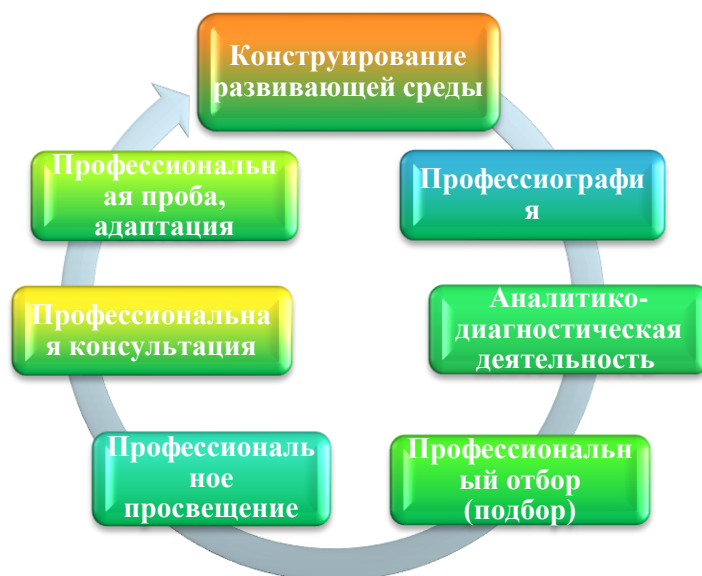 Конструирование
развивающей среды
Профессиографи
я
Аналитико-
диагностическая
деятельность
Профессиональн
ый отбор
(подбор)
Профессиональ
ное
просвещение
Профессиональна
я консультация
Профессиональн
ая проба,
адаптация